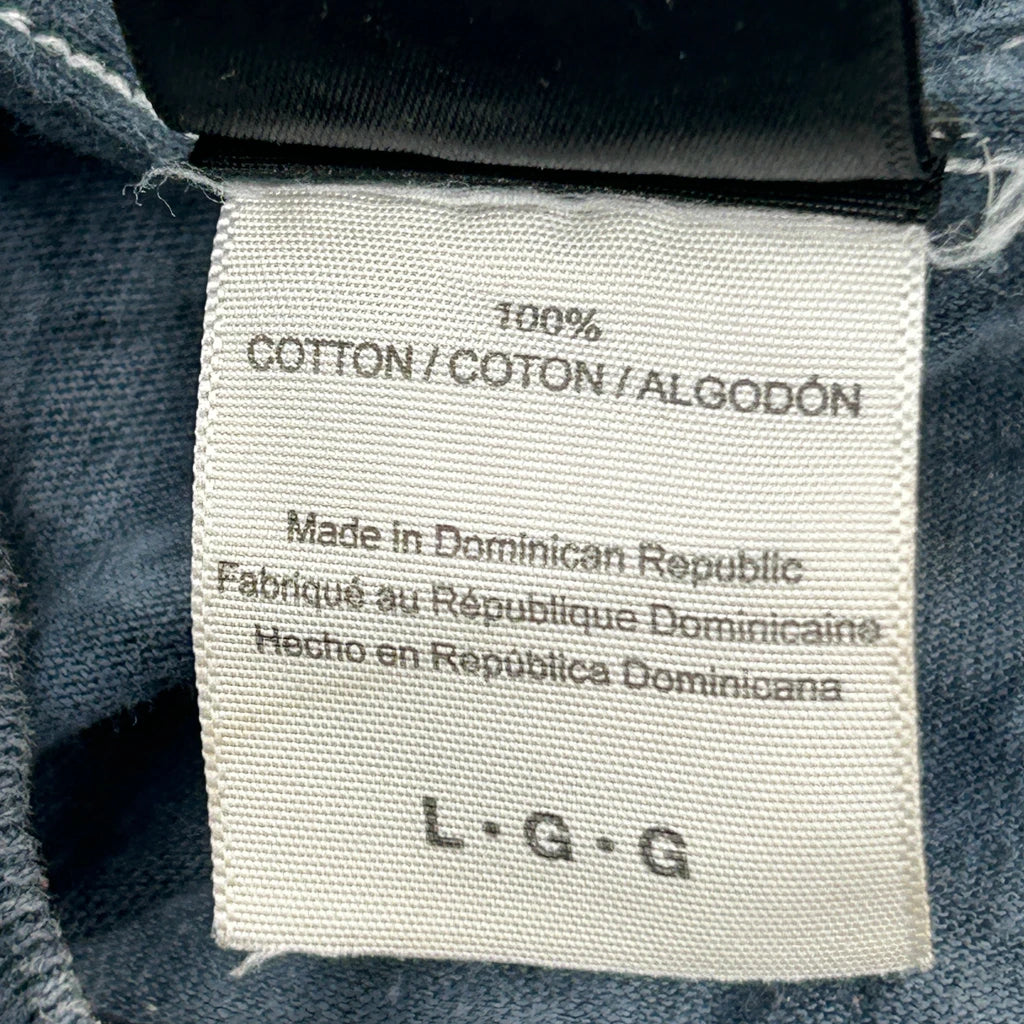 100%
COTTON / COTON / ALGODÓN
Made in Dominican Republic
Fabriqué au République Dominicaine
Hecho en República Dominicana
L · G · G